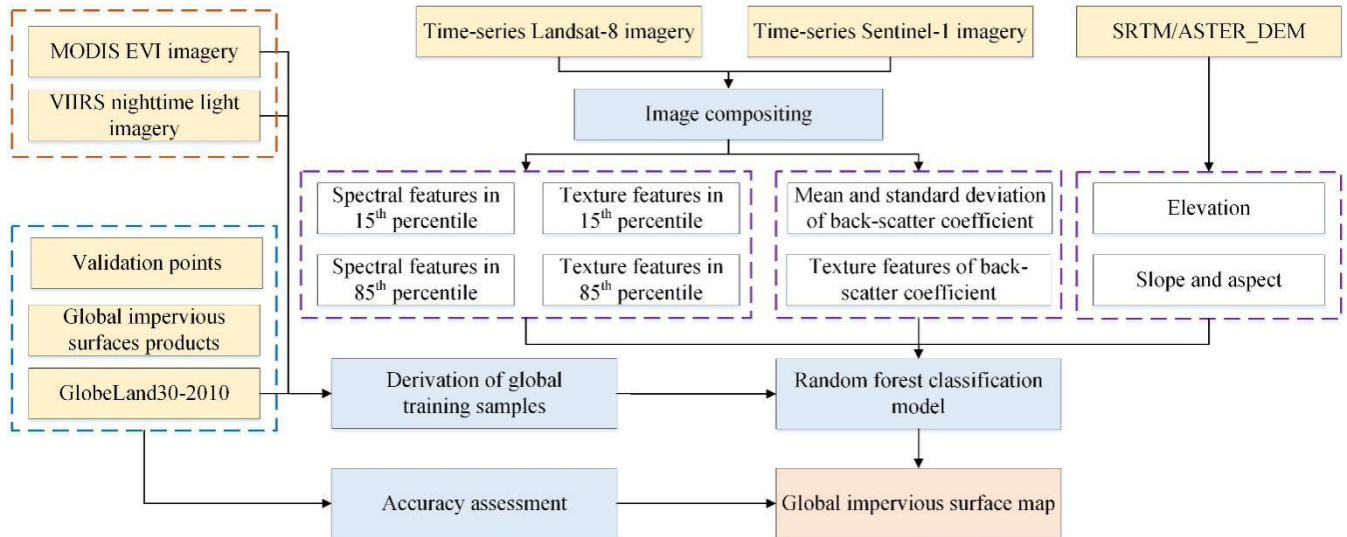 MODIS EVI imagery
VIIRS nighttime light
imagery
Time-series Landsat-8 imagery
Time-series Sentinel-1 imagery
SRTM/ASTER_DEM
Image compositing
Spectral features in
15th percentile
Texture features in
15th percentile
Spectral features in
85th percentile
Texture features in
85th percentile
Mean and standard deviation
of back-scatter coefficient
Texture features of back-
scatter coefficient
Elevation
Slope and aspect
Validation points
Global impervious
surfaces products
GlobeLand30-2010
Derivation of global
training samples
Random forest classification
model
Accuracy assessment
Global impervious surface map